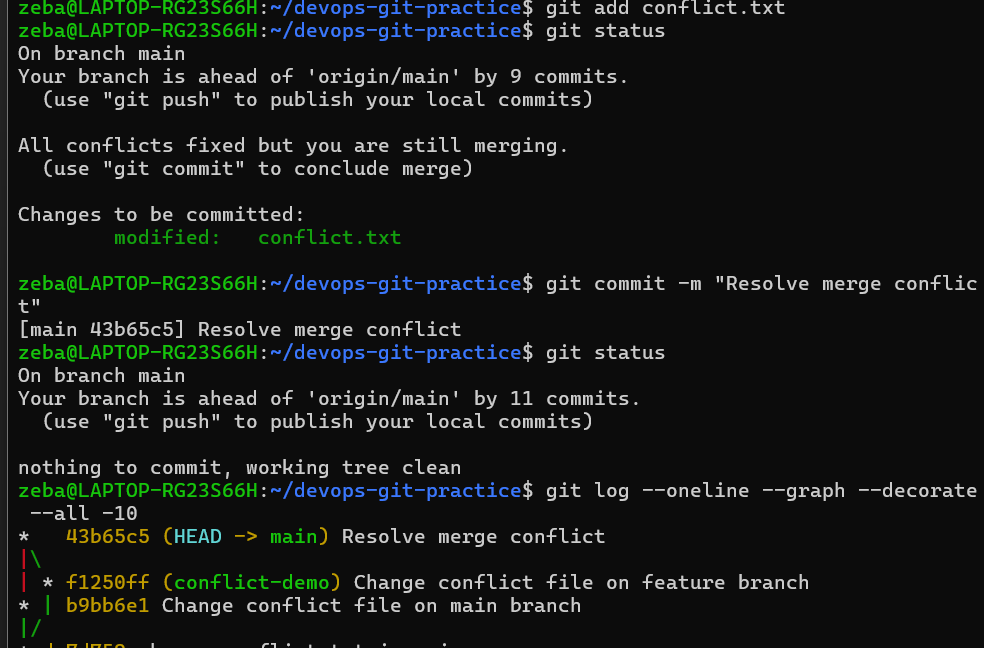 zeba@LAPTOP-RG23S66H:~/devops-git-practice$ git add conflict.txt
zeba@LAPTOP-RG23S66H:~/devops-git-practice$ git status
On branch main
Your branch is ahead of 'origin/main' by 9 commits.
  (use "git push" to publish your local commits)

All conflicts fixed but you are still merging.
  (use "git commit" to conclude merge)

Changes to be committed:
        modified:   conflict.txt

zeba@LAPTOP-RG23S66H:~/devops-git-practice$ git commit -m "Resolve merge conflic
t"
[main 43b65c5] Resolve merge conflict
zeba@LAPTOP-RG23S66H:~/devops-git-practice$ git status
On branch main
Your branch is ahead of 'origin/main' by 11 commits.
  (use "git push" to publish your local commits)

nothing to commit, working tree clean
zeba@LAPTOP-RG23S66H:~/devops-git-practice$ git log --oneline --graph --decorate
 --all -10
*   43b65c5 (HEAD -> main) Resolve merge conflict
|\
| * f1250ff (conflict-demo) Change conflict file on feature branch
* | b9bb6e1 Change conflict file on main branch
|/